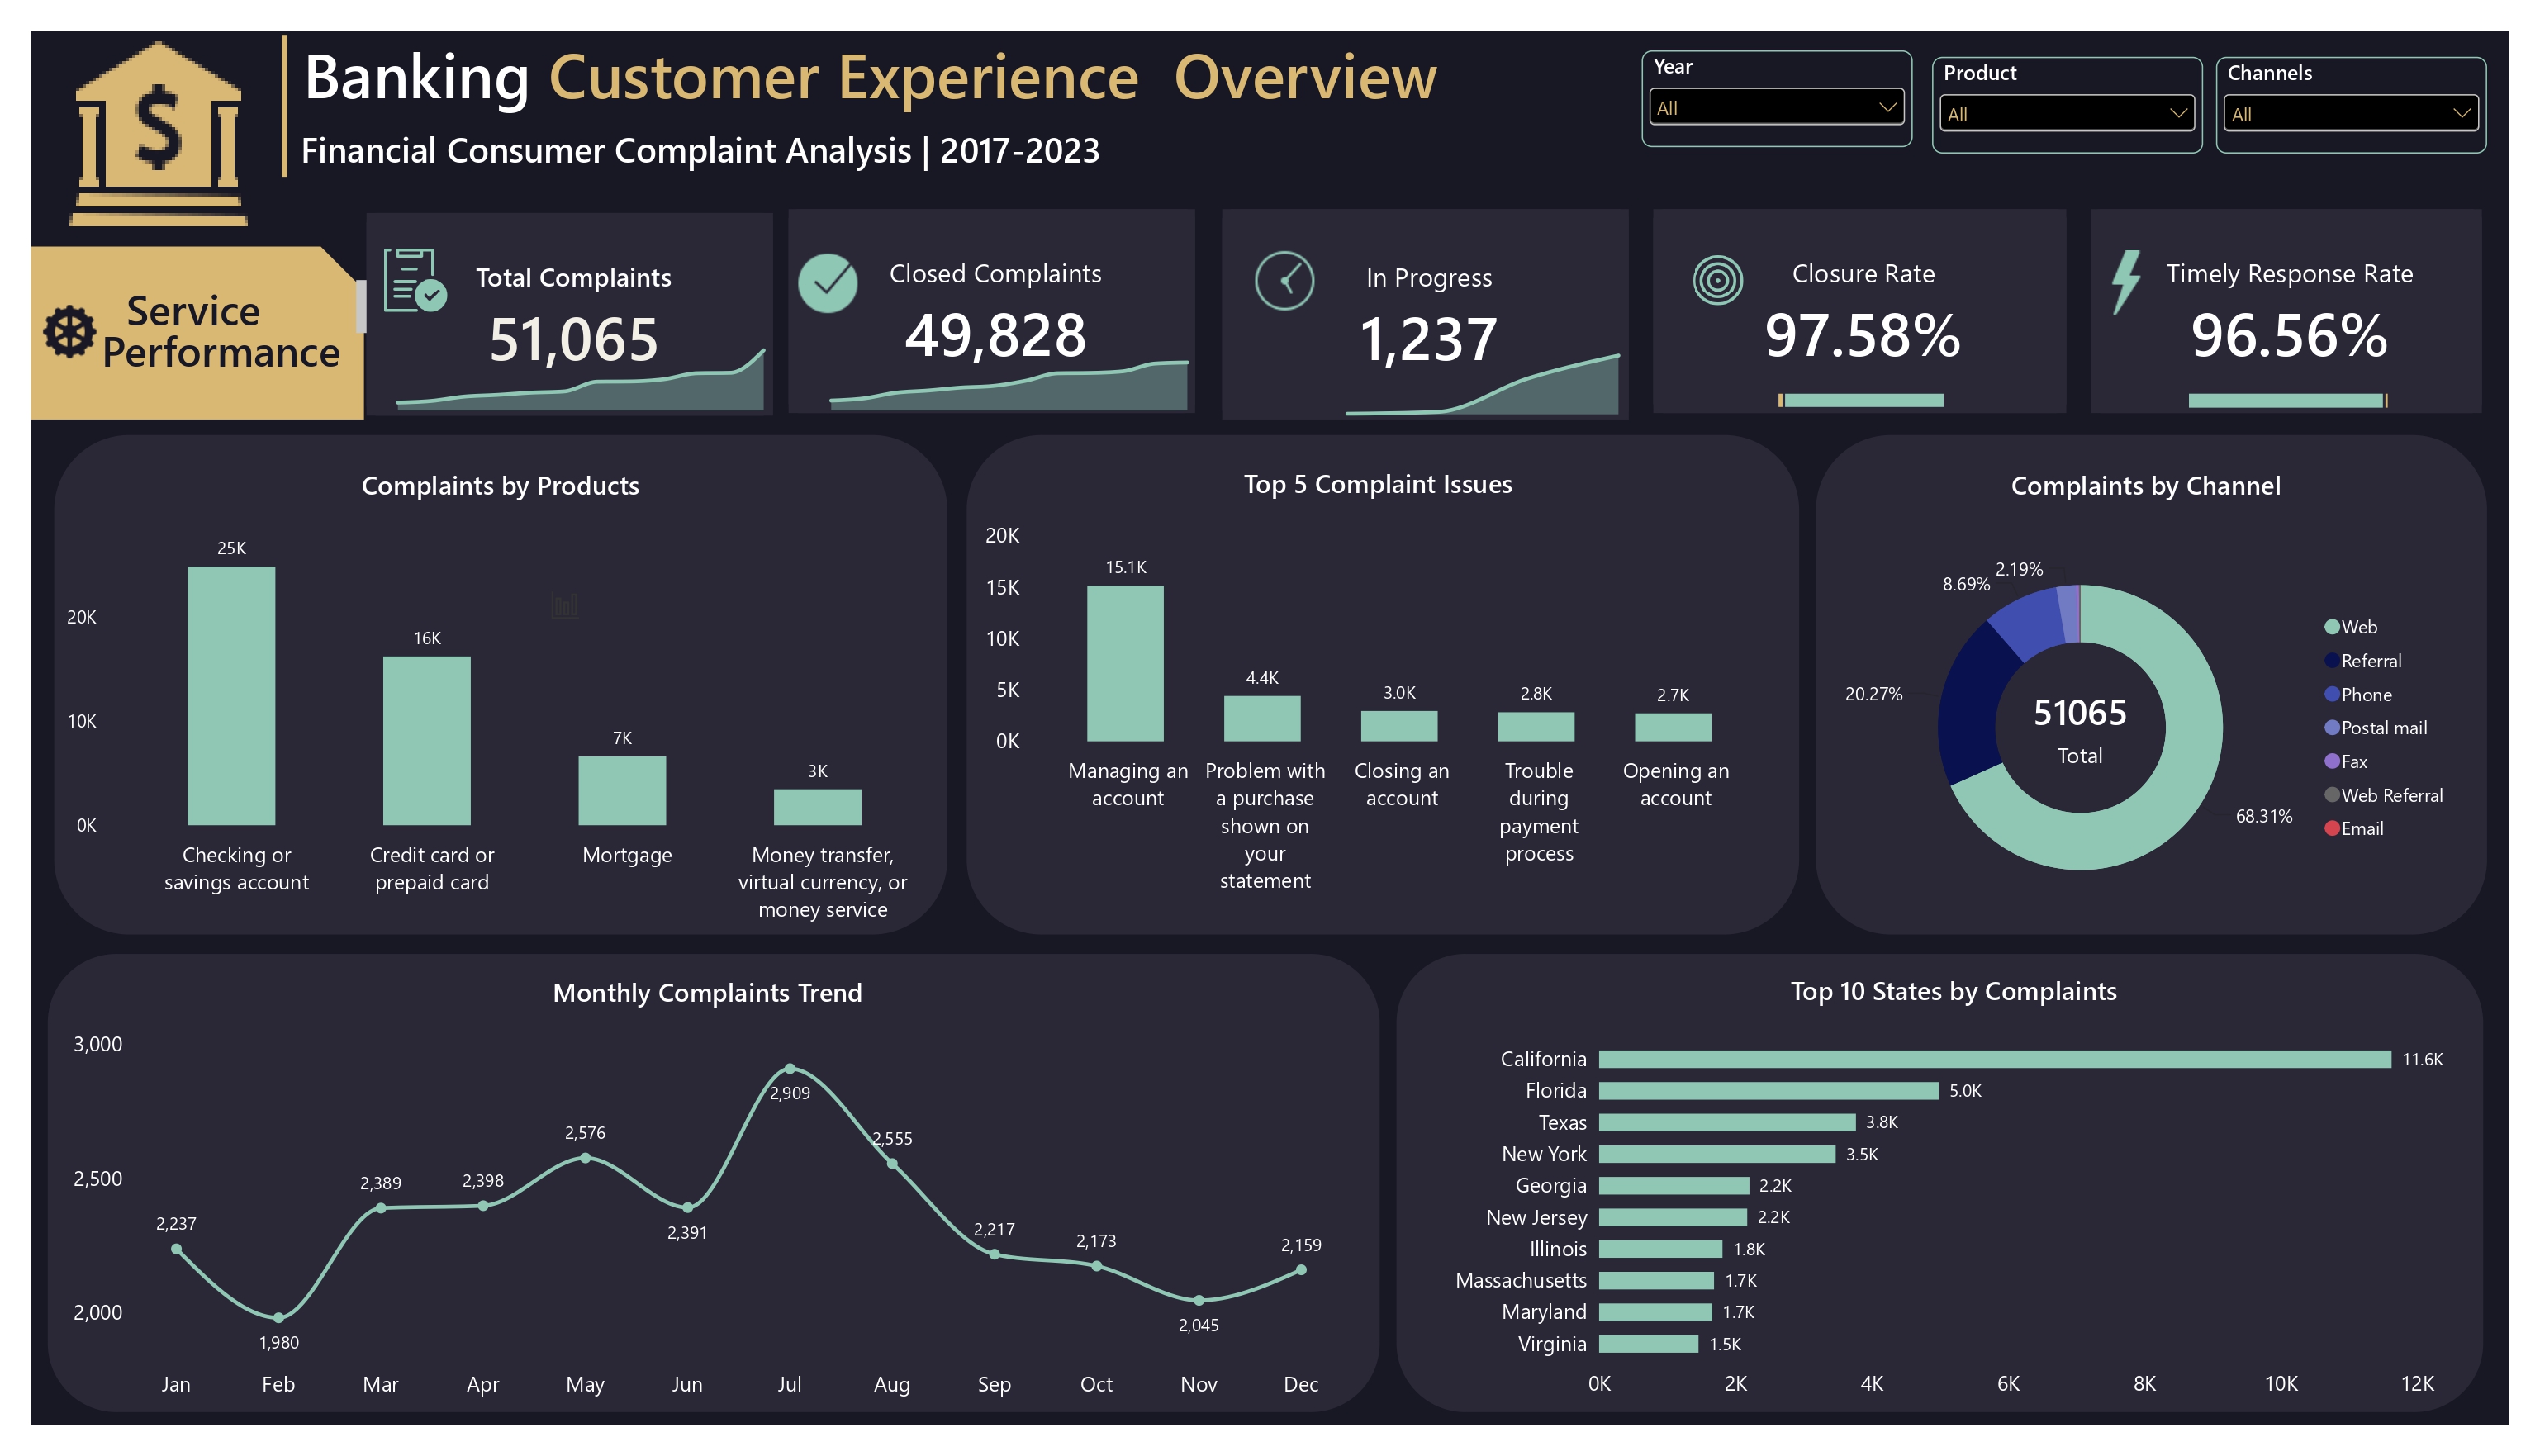 Banking Customer Experience Overview
Financial Consumer Complaint Analysis | 2017-2023
Year
All
Product
All
Channels
All
Service
Performance
Total Complaints
51,065
Closed Complaints
49,828
In Progress
1,237
Closure Rate
97.58%
Timely Response Rate
96.56%
Complaints by Products
25K
16K
7K
3K
20K
10K
0K
Checking or
savings account
Credit card or
prepaid card
Mortgage
Money transfer,
virtual currency, or
money service
Top 5 Complaint Issues
20K
15K
10K
5K
0K
15.1K
4.4K
3.0K
2.8K
2.7K
Managing an
account
Problem with
a purchase
shown on
your
statement
Closing an
account
Trouble
during
payment
process
Opening an
account
Complaints by Channel
2.19%
8.69%
20.27%
68.31%
51065
Total
Web
Referral
Phone
Postal mail
Fax
Web Referral
Email
Monthly Complaints Trend
3,000
2,500
2,000
2,237
1,980
2,389
2,398
2,576
2,391
2,909
2,555
2,217
2,173
2,045
2,159
Jan Feb Mar Apr May Jun Jul Aug Sep Oct Nov Dec
Top 10 States by Complaints
California 11.6K
Florida 5.0K
Texas 3.8K
New York 3.5K
Georgia 2.2K
New Jersey 2.2K
Illinois 1.8K
Massachusetts 1.7K
Maryland 1.7K
Virginia 1.5K
0K 2K 4K 6K 8K 10K 12K